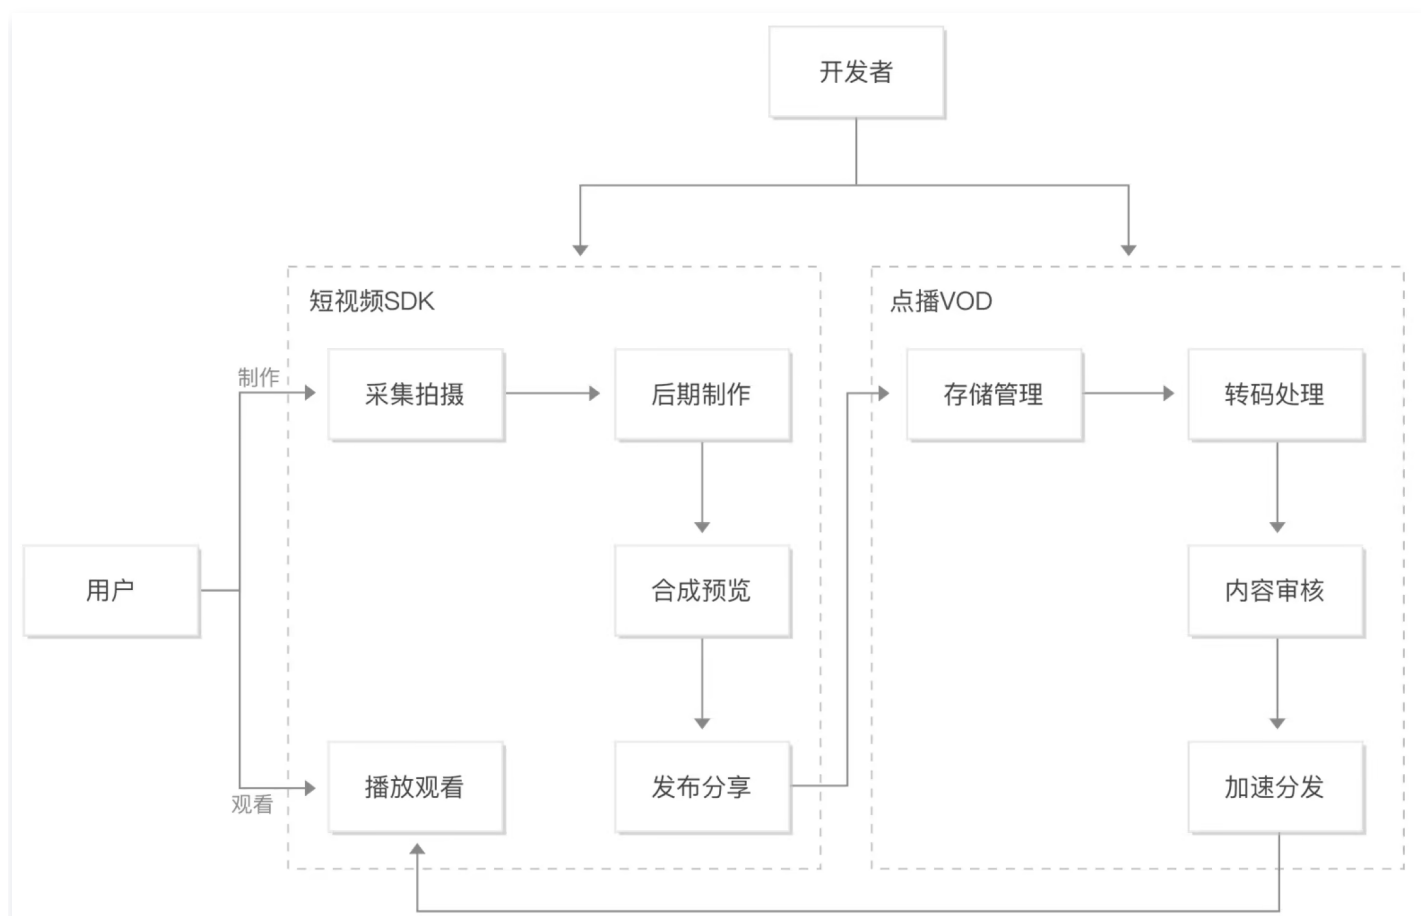 开发者
短视频SDK
点播VOD
制作
采集拍摄
后期制作
存储管理
转码处理
用户
合成预览
内容审核
观看
播放观看
发布分享
加速分发